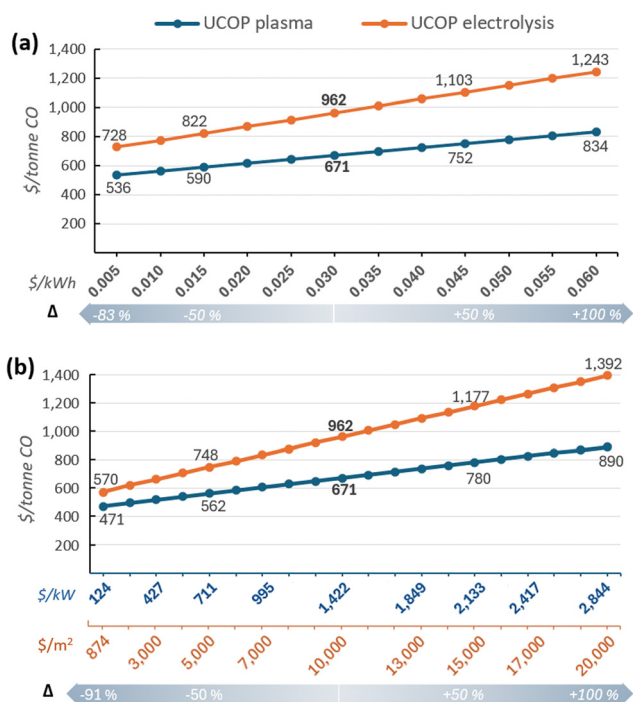 UCOP plasma UCOP electrolysis
(a)
1,400
1,200
1,000
800
600
400
200
$/tonne CO
728 822 962 1,103 1,243
536 590 671 752 834
$/kWh 0.005 0.010 0.015 0.020 0.025 0.030 0.035 0.040 0.045 0.050 0.055 0.060
Δ -83 % -50 % +50 % +100 %
(b)
1,400
1,200
1,000
800
600
400
200
$/tonne CO
570 748 962 1,177 1,392
471 562 671 780 890
$/kW 124 427 711 995 1,422 1,849 2,133 2,417 2,844
$/m² 874 3,000 5,000 7,000 10,000 13,000 15,000 17,000 20,000
Δ -91 % -50 % +50 % +100 %